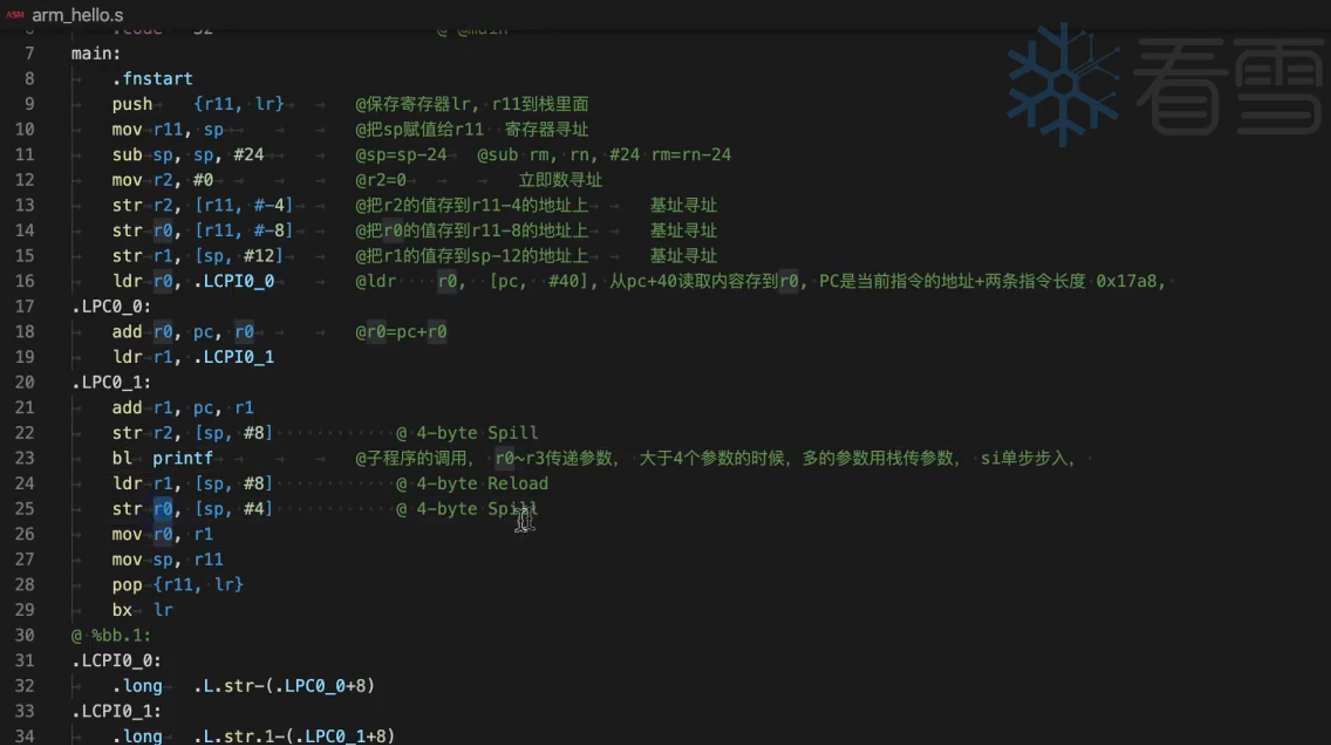 ASM arm_hello.s
看雪
6 .code 32 @ @main
7 main:
8 .fnstart
9 push {r11, lr} @保存寄存器lr, r11到栈里面
10 mov r11, sp @把sp赋值给r11 寄存器寻址
11 sub sp, sp, #24 @sp=sp-24 @sub rm, rn, #24 rm=rn-24
12 mov r2, #0 @r2=0 立即数寻址
13 str r2, [r11, #-4] @把r2的值存到r11-4的地址上 基址寻址
14 str r0, [r11, #-8] @把r0的值存到r11-8的地址上 基址寻址
15 str r1, [sp, #12] @把r1的值存到sp-12的地址上 基址寻址
16 ldr r0, .LCPI0_0 @ldr r0, [pc, #40], 从pc+40读取内容存到r0, PC是当前指令的地址+两条指令长度 0x17a8,
17 .LPC0_0:
18 add r0, pc, r0 @r0=pc+r0
19 ldr r1, .LCPI0_1
20 .LPC0_1:
21 add r1, pc, r1
22 str r2, [sp, #8] @ 4-byte Spill
23 bl printf @子程序的调用, r0~r3传递参数, 大于4个参数的时候, 多的参数用栈传参数, si单步步入,
24 ldr r1, [sp, #8] @ 4-byte Reload
25 str r0, [sp, #4] @ 4-byte Spill
26 mov r0, r1
27 mov sp, r11
28 pop {r11, lr}
29 bx lr
30 @ %bb.1:
31 .LCPI0_0:
32 .long .L.str-(.LPC0_0+8)
33 .LCPI0_1:
34 .long .L.str.1-(.LPC0_1+8)